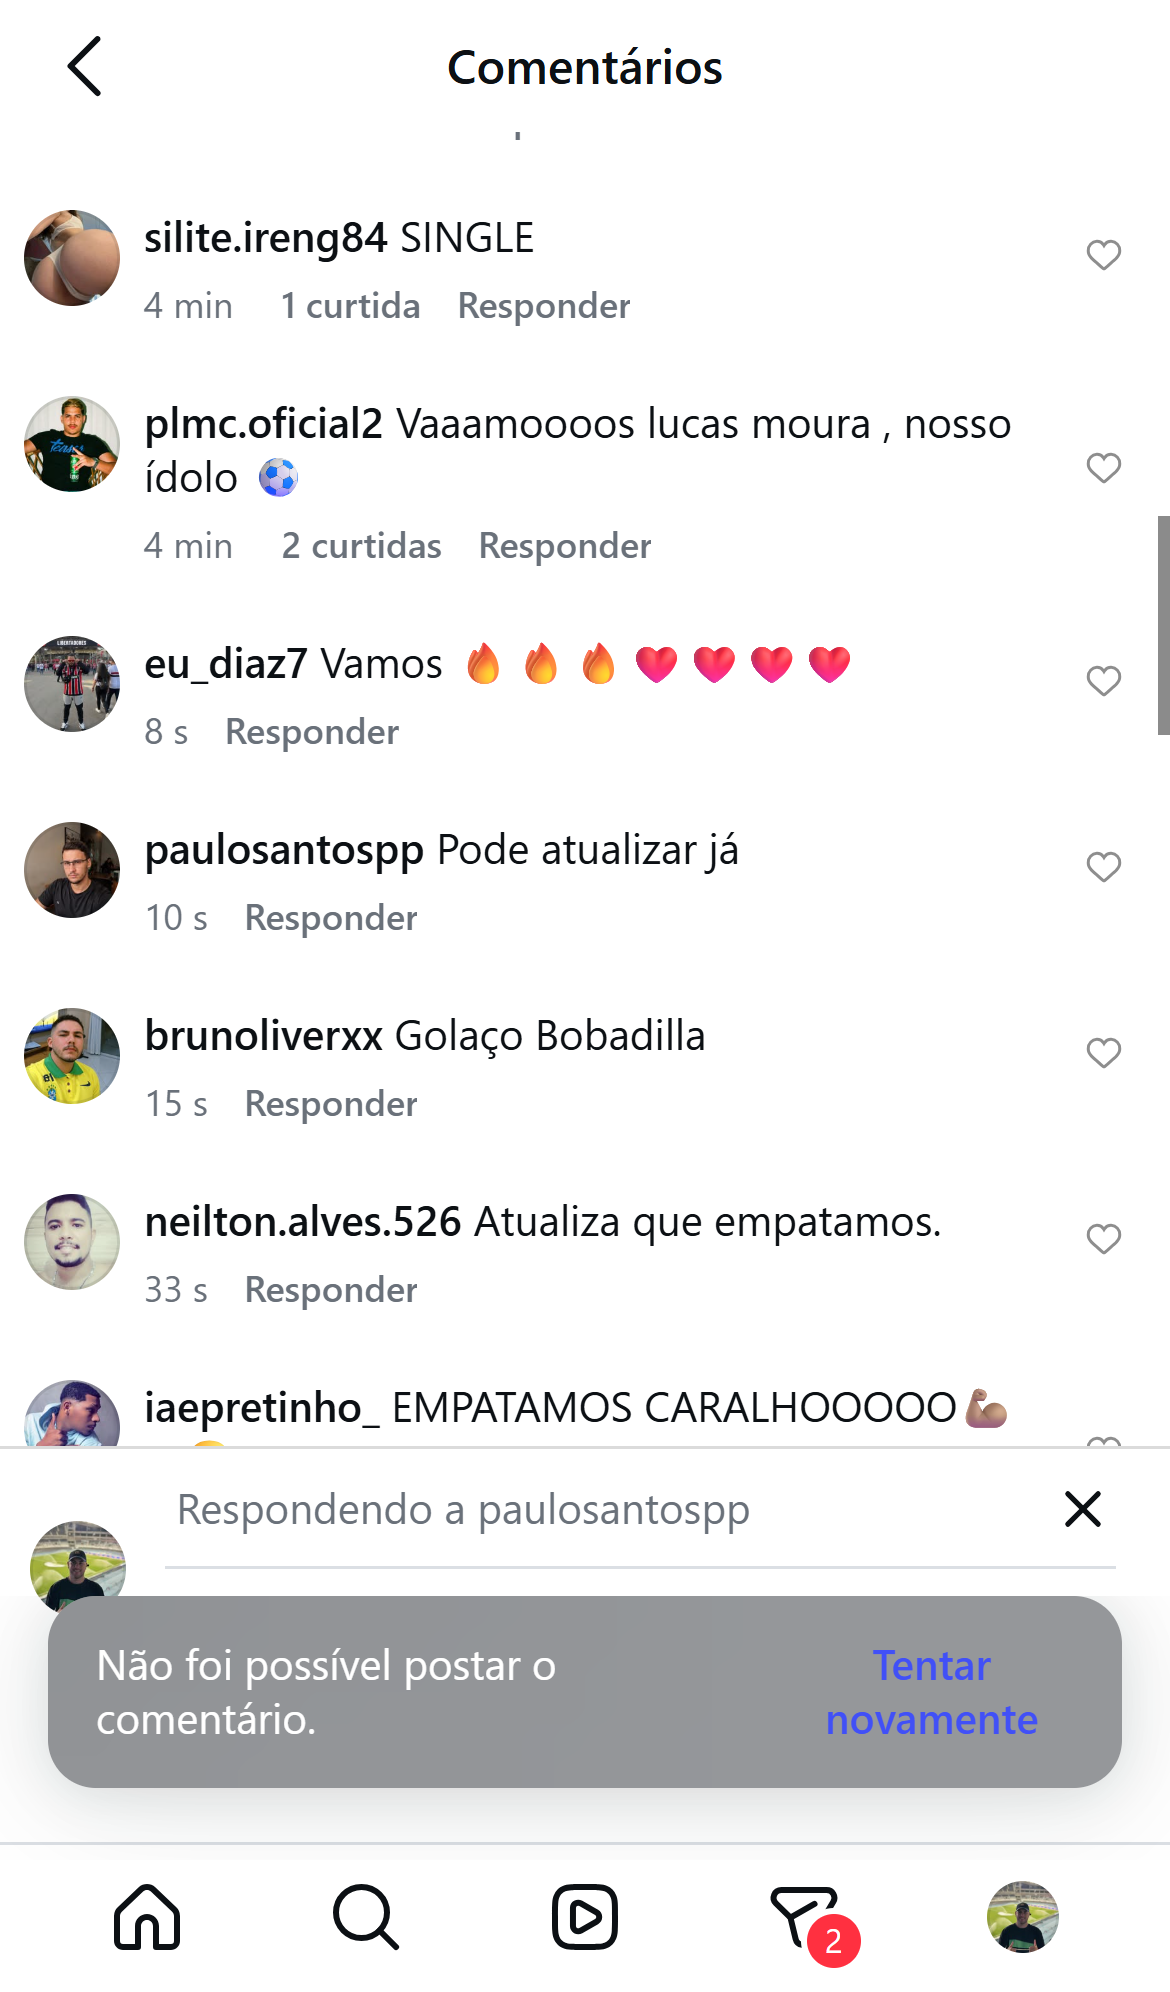 Comentários
silite.ireng84 SINGLE
4 min 1 curtida Responder
plmc.oficial2 Vaaamoooos lucas moura , nosso
ídolo ⚽
4 min 2 curtidas Responder
eu_diaz7 Vamos 🔥🔥🔥❤️❤️❤️❤️
8 s Responder
paulosantospp Pode atualizar já
10 s Responder
brunoliverxx Golaço Bobadilla
15 s Responder
neilton.alves.526 Atualiza que empatamos.
33 s Responder
iaepretinho_ EMPATAMOS CARALHOOOOO💪🏽
Respondendo a paulosantospp
Não foi possível postar o
comentário.
Tentar
novamente
2